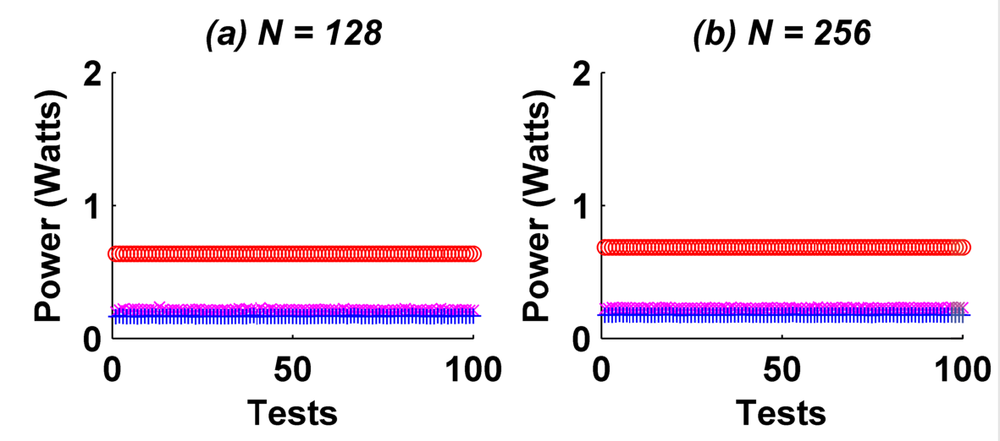 (a) N = 128
Power (Watts)
2
1
0
0 50 100
Tests
(b) N = 256
Power (Watts)
2
1
0
0 50 100
Tests